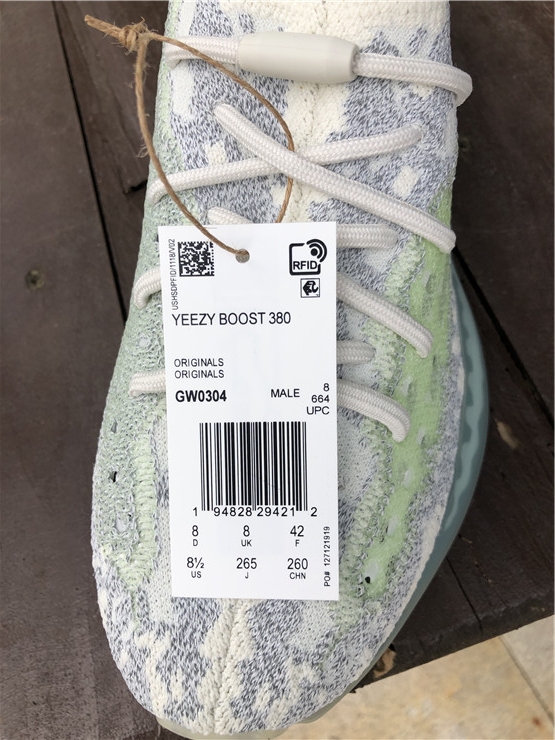 USHSDPFID/1118/V02
RFID
YEEZY BOOST 380
ORIGINALS
ORIGINALS
GW0304 MALE 8
664
UPC
1 94828 29421 2
8 8 42
D UK F
8½ 265 260
US J CHN
PO# 127121919